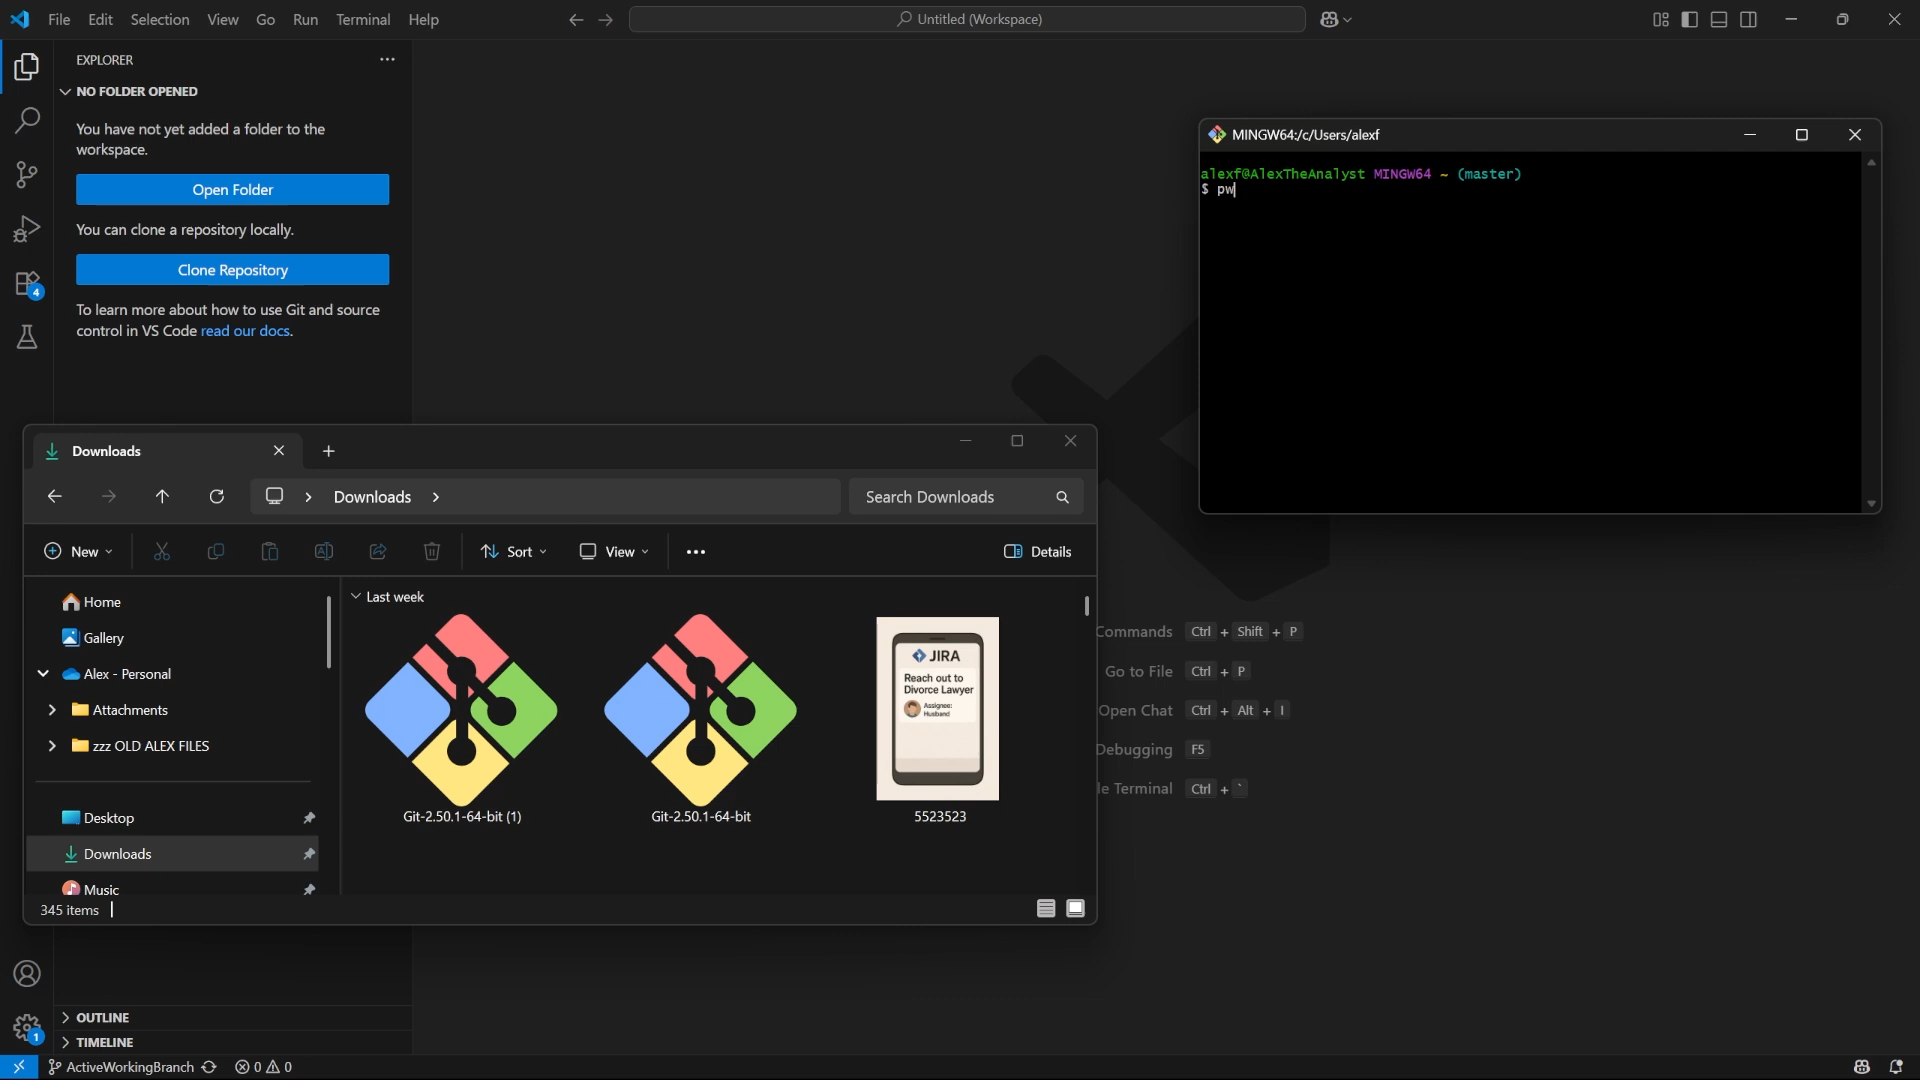 File Edit Selection View Go Run Terminal Help
Untitled (Workspace)
EXPLORER
NO FOLDER OPENED
You have not yet added a folder to the
workspace.
Open Folder
You can clone a repository locally.
Clone Repository
To learn more about how to use Git and source
control in VS Code read our docs.
4
MINGW64:/c/Users/alexf
alexf@AlexTheAnalyst MINGW64 ~ (master)
$ pw
Downloads
Downloads
Search Downloads
New
Sort
View
Details
Home
Gallery
Alex - Personal
Attachments
zzz OLD ALEX FILES
Desktop
Downloads
Music
345 items
Last week
Git-2.50.1-64-bit (1)
Git-2.50.1-64-bit
JIRA
Reach out to
Divorce Lawyer
Assignee:
Husband
5523523
Commands Ctrl + Shift + P
Go to File Ctrl + P
Open Chat Ctrl + Alt + I
Debugging F5
le Terminal Ctrl + `
OUTLINE
TIMELINE
1
ActiveWorkingBranch
0 0